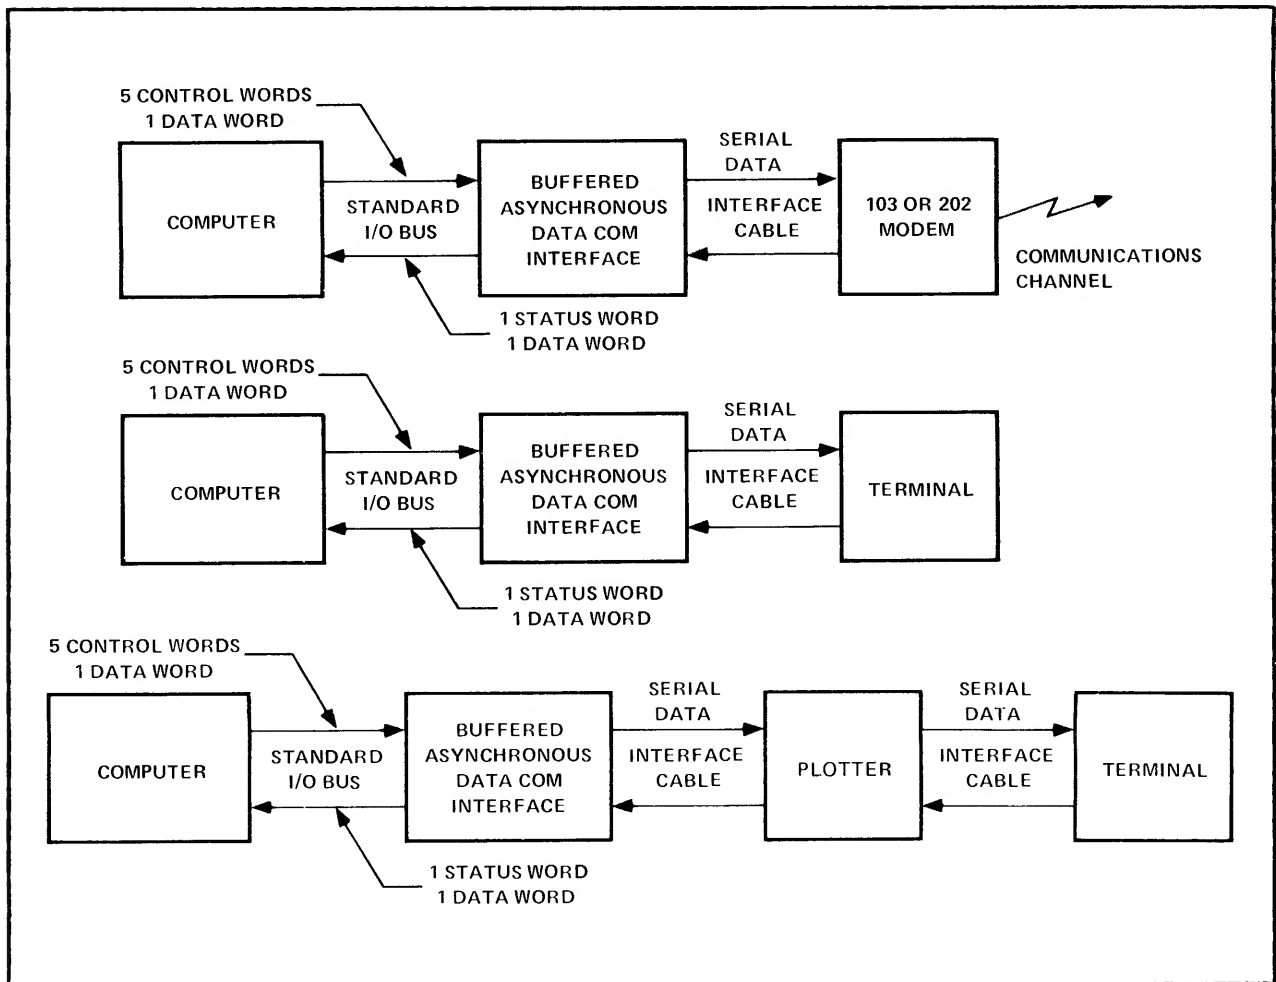 5 CONTROL WORDS
1 DATA WORD
COMPUTER
STANDARD
I/O BUS
1 STATUS WORD
1 DATA WORD
BUFFERED
ASYNCHRONOUS
DATA COM
INTERFACE
SERIAL
DATA
INTERFACE
CABLE
103 OR 202
MODEM
COMMUNICATIONS
CHANNEL
5 CONTROL WORDS
1 DATA WORD
COMPUTER
STANDARD
I/O BUS
1 STATUS WORD
1 DATA WORD
BUFFERED
ASYNCHRONOUS
DATA COM
INTERFACE
SERIAL
DATA
INTERFACE
CABLE
TERMINAL
5 CONTROL WORDS
1 DATA WORD
COMPUTER
STANDARD
I/O BUS
1 STATUS WORD
1 DATA WORD
BUFFERED
ASYNCHRONOUS
DATA COM
INTERFACE
SERIAL
DATA
INTERFACE
CABLE
PLOTTER
SERIAL
DATA
INTERFACE
CABLE
TERMINAL